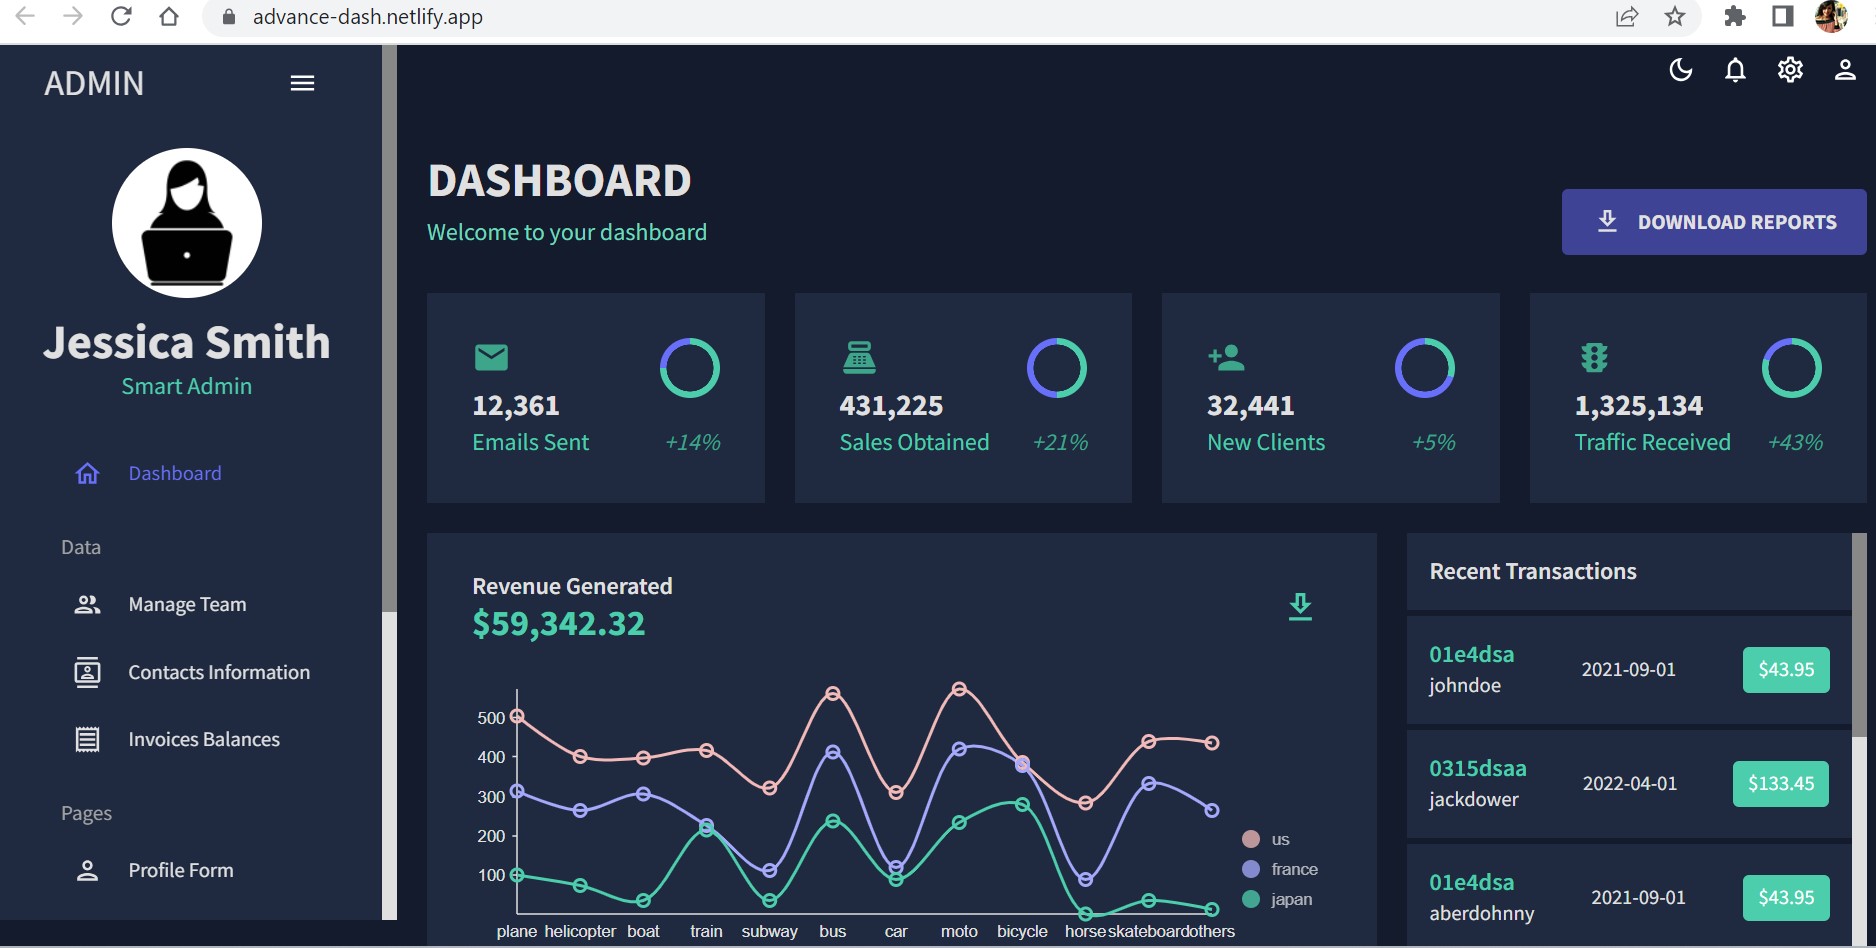 advance-dash.netlify.app
ADMIN
Jessica Smith
Smart Admin
Dashboard
Data
Manage Team
Contacts Information
Invoices Balances
Pages
Profile Form
DASHBOARD
Welcome to your dashboard
DOWNLOAD REPORTS
12,361
Emails Sent +14%
431,225
Sales Obtained +21%
32,441
New Clients +5%
1,325,134
Traffic Received +43%
Revenue Generated
$59,342.32
500
400
300
200
100
plane helicopter boat train subway bus car moto bicycle horse skateboard others
us
france
japan
Recent Transactions
01e4dsa
johndoe
2021-09-01
$43.95
0315dsaa
jackdower
2022-04-01
$133.45
01e4dsa
aberdohnny
2021-09-01
$43.95